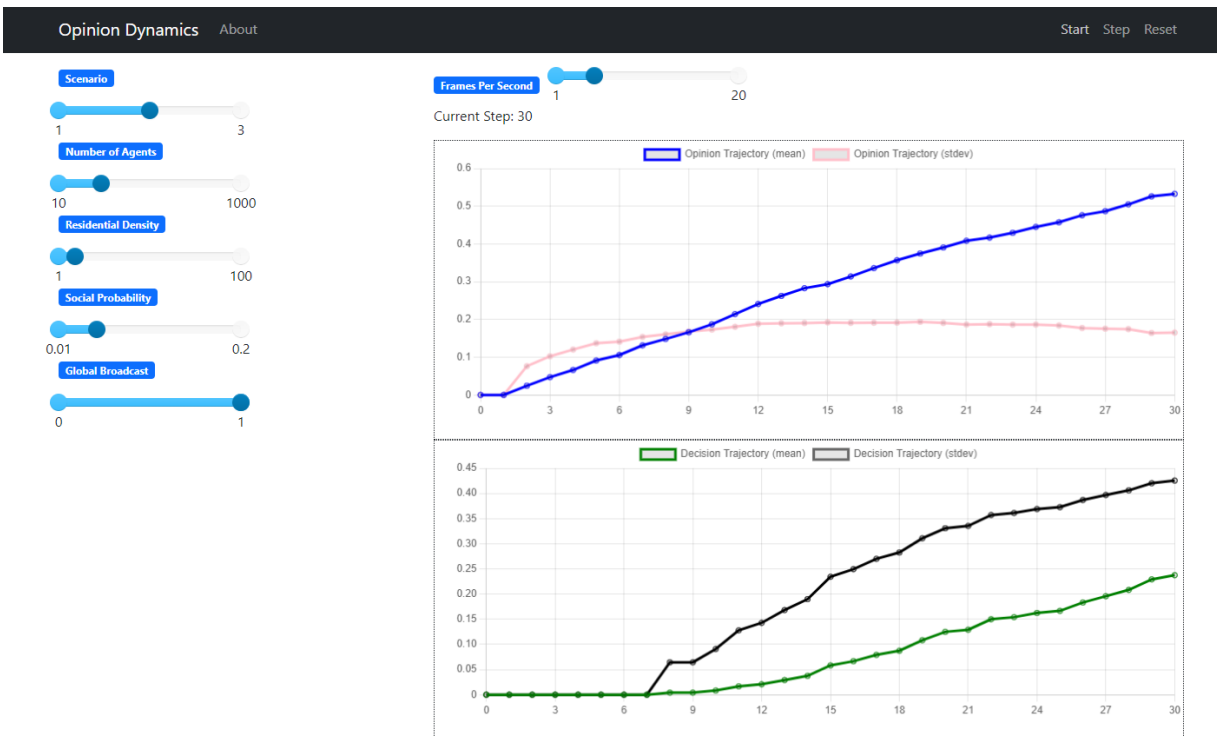 Opinion Dynamics About Start Step Reset
Scenario
1 3
Number of Agents
10 1000
Residential Density
1 100
Social Probability
0.01 0.2
Global Broadcast
0 1
Frames Per Second
1 20
Current Step: 30
Opinion Trajectory (mean) Opinion Trajectory (stdev)
0.6
0.5
0.4
0.3
0.2
0.1
0
0 3 6 9 12 15 18 21 24 27 30
Decision Trajectory (mean) Decision Trajectory (stdev)
0.45
0.40
0.35
0.30
0.25
0.20
0.15
0.10
0.05
0
0 3 6 9 12 15 18 21 24 27 30